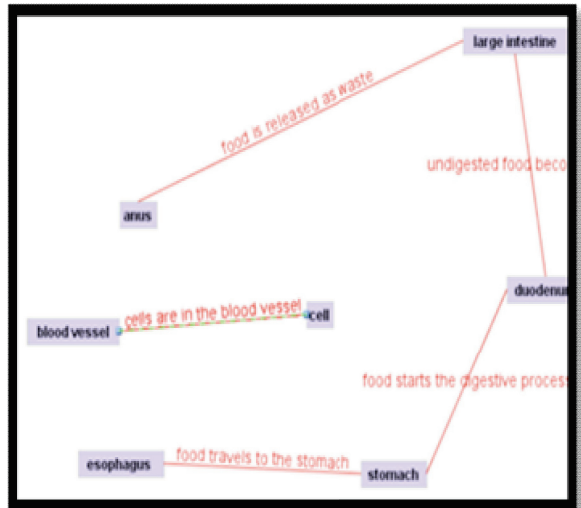 large intestine
food is released as waste
undigested food beco
anus
duodenum
cells are in the blood vessel
cell
blood vessel
food starts the digestive process
food travels to the stomach
esophagus
stomach